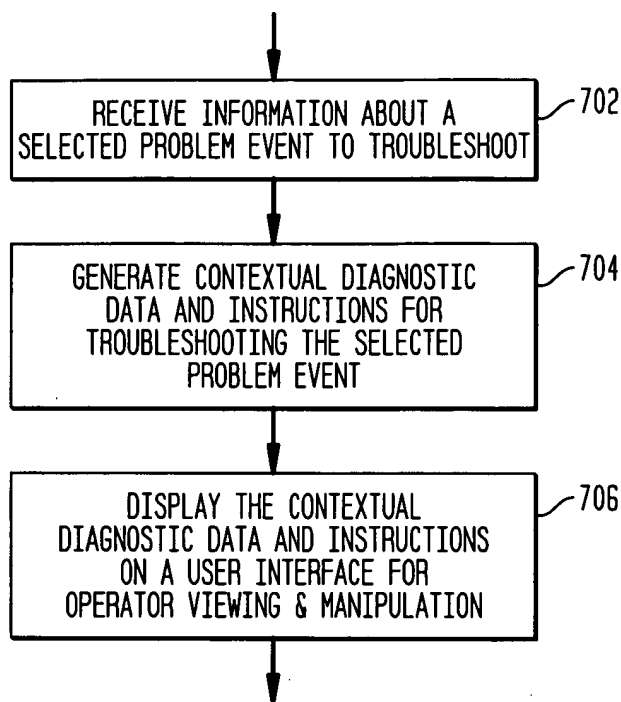 RECEIVE INFORMATION ABOUT A
SELECTED PROBLEM EVENT TO TROUBLESHOOT
702
GENERATE CONTEXTUAL DIAGNOSTIC
DATA AND INSTRUCTIONS FOR
TROUBLESHOOTING THE SELECTED
PROBLEM EVENT
704
DISPLAY THE CONTEXTUAL
DIAGNOSTIC DATA AND INSTRUCTIONS
ON A USER INTERFACE FOR
OPERATOR VIEWING & MANIPULATION
706